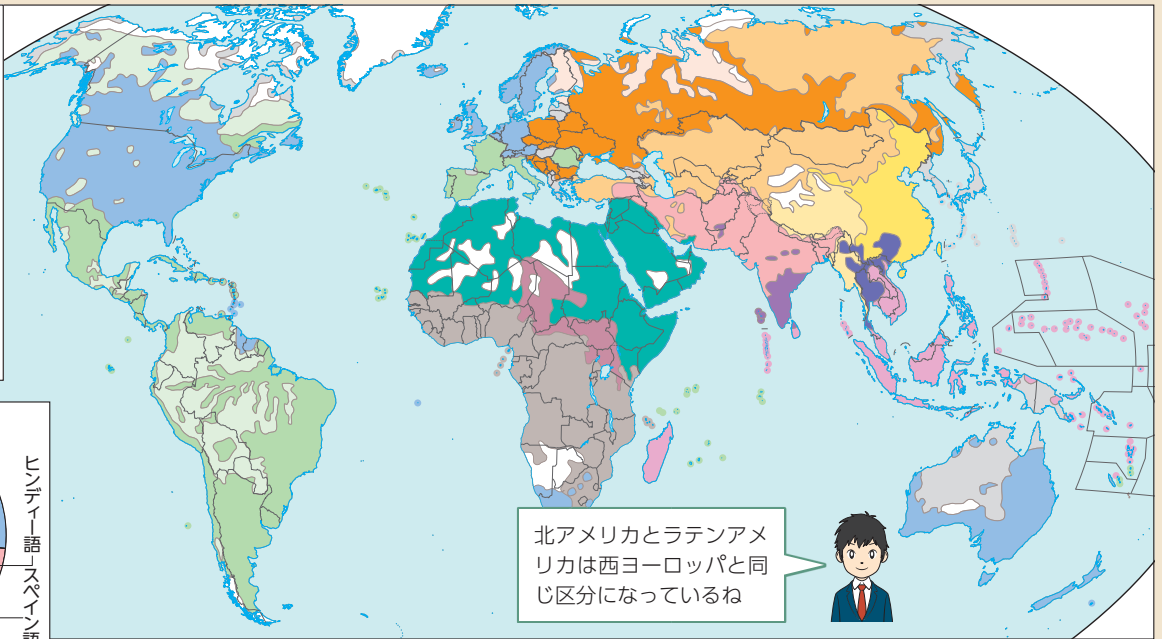 北アメリカとラテンアメ
リカは西ヨーロッパと同
じ区分になっているね
ヒンディー語
スペイン語